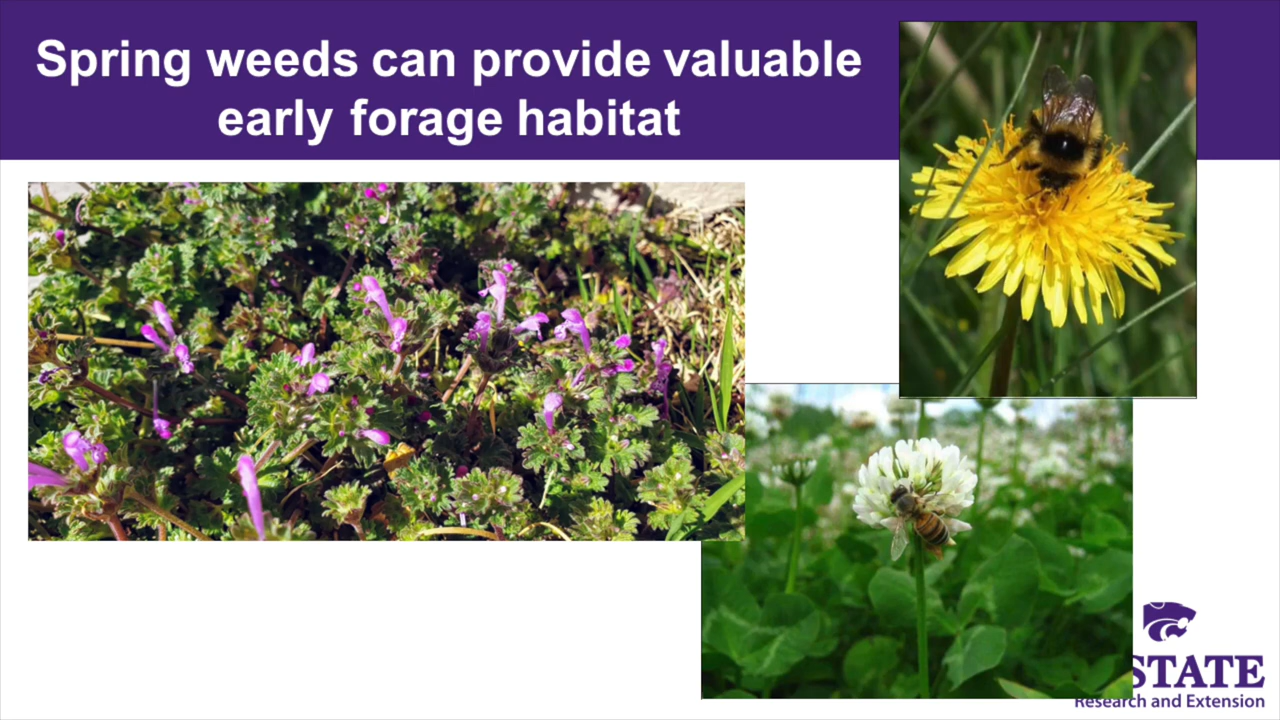 Spring weeds can provide valuable
early forage habitat
STATE
Research and Extension